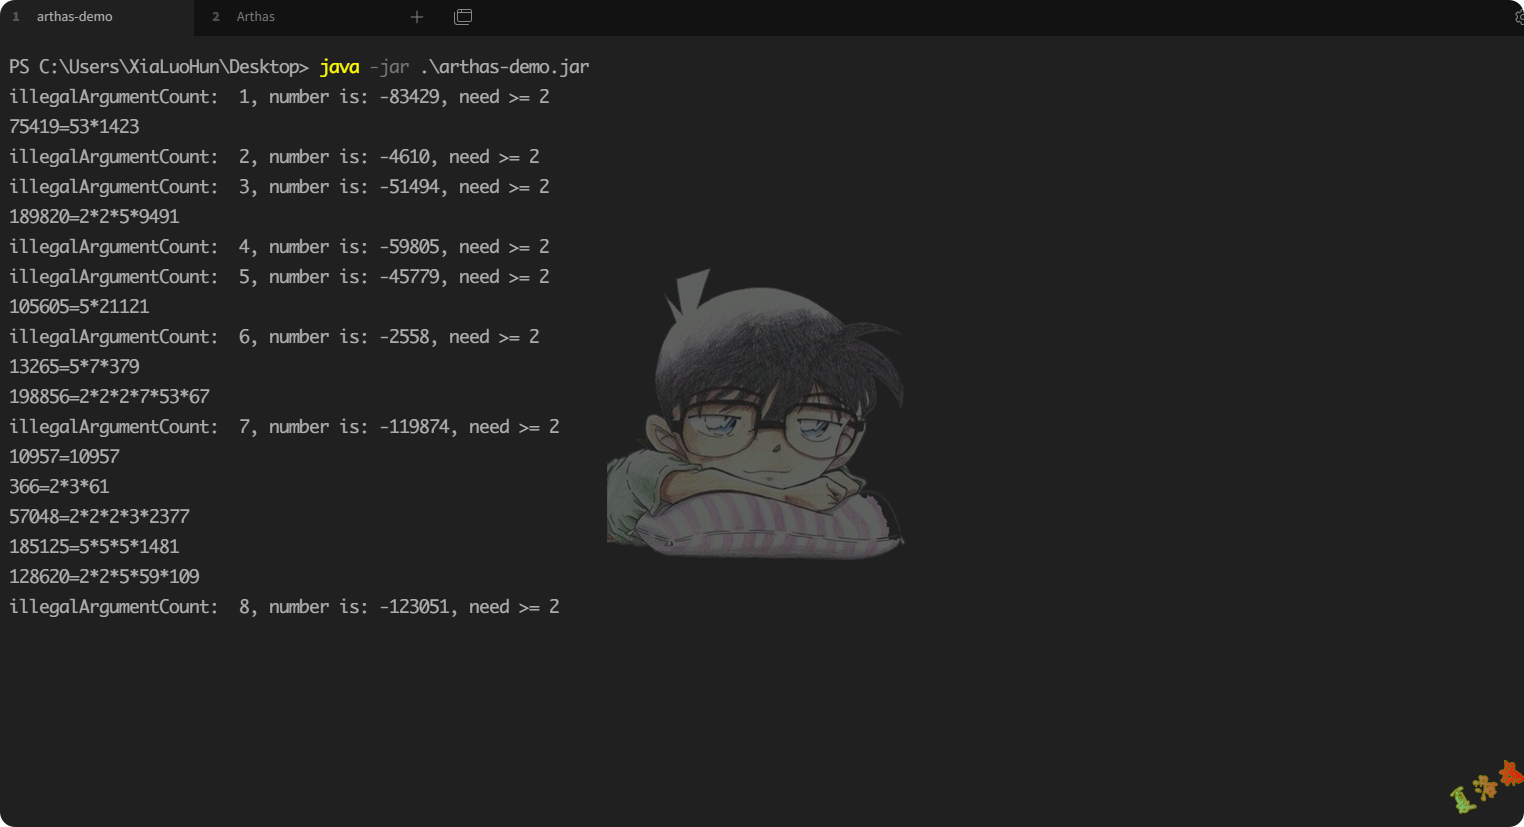 1 arthas-demo 2 Arthas
PS C:\Users\XiaLuoHun\Desktop> java -jar .\arthas-demo.jar
illegalArgumentCount:  1, number is: -83429, need >= 2
75419=53*1423
illegalArgumentCount:  2, number is: -4610, need >= 2
illegalArgumentCount:  3, number is: -51494, need >= 2
189820=2*2*5*9491
illegalArgumentCount:  4, number is: -59805, need >= 2
illegalArgumentCount:  5, number is: -45779, need >= 2
105605=5*21121
illegalArgumentCount:  6, number is: -2558, need >= 2
13265=5*7*379
198856=2*2*2*7*53*67
illegalArgumentCount:  7, number is: -119874, need >= 2
10957=10957
366=2*3*61
57048=2*2*2*3*2377
185125=5*5*5*1481
128620=2*2*5*59*109
illegalArgumentCount:  8, number is: -123051, need >= 2